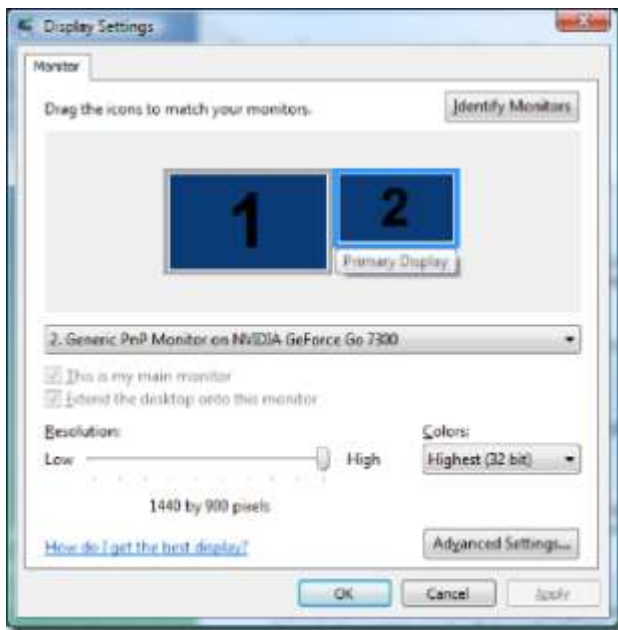 Display Settings
Monitor
Drag the icons to match your monitors.
Identify Monitors
1
2
Primary Display
2. Generic PnP Monitor on NVIDIA GeForce Go 7300
This is my main monitor
Extend the desktop onto this monitor
Resolution:
Colors:
Low
High
Highest (32 bit)
1440 by 900 pixels
How do I get the best display?
Advanced Settings...
OK
Cancel
Apply